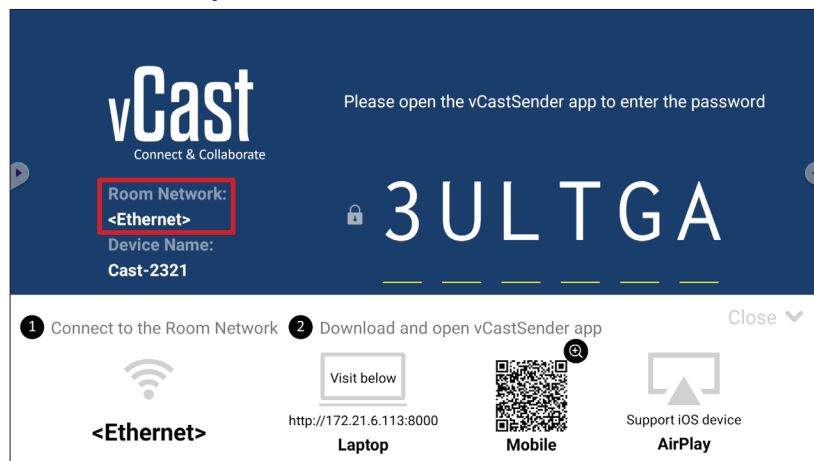 vCast
Connect & Collaborate
Please open the vCastSender app to enter the password
Room Network:
<Ethernet>
Device Name:
Cast-2321
3ULTGA
1 Connect to the Room Network
2 Download and open vCastSender app
Close
<Ethernet>
Visit below
http://172.21.6.113:8000
Laptop
Mobile
Support iOS device
AirPlay